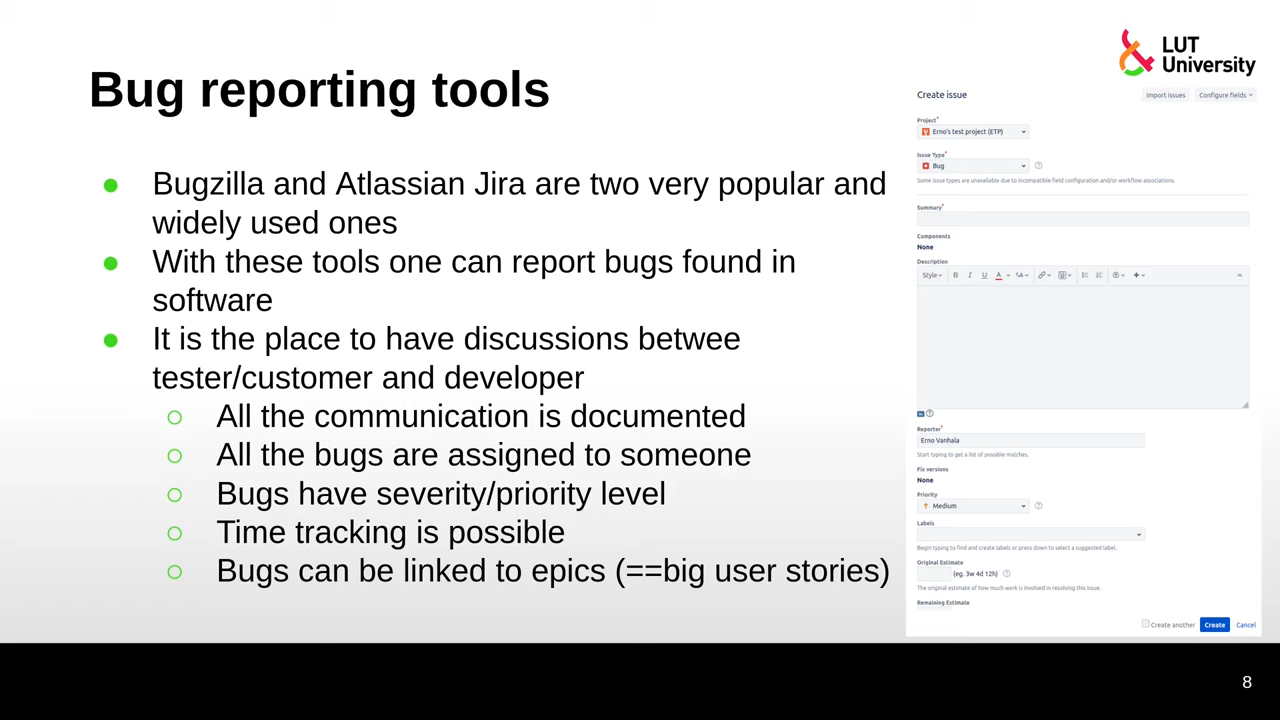 LUT
University
Bug reporting tools
Bugzilla and Atlassian Jira are two very popular and
widely used ones
With these tools one can report bugs found in
software
It is the place to have discussions betwee
tester/customer and developer
All the communication is documented
All the bugs are assigned to someone
Bugs have severity/priority level
Time tracking is possible
Bugs can be linked to epics (==big user stories)
Create issue
Import issues
Configure fields
Project*
Erno's test project (ETP)
Issue Type*
Bug
Some issue types are unavailable due to incompatible field configuration and/or workflow associations.
Summary*
Components
None
Description
Style
B I U A
Reporter*
Erno Vanhala
Start typing to get a list of possible matches.
Fix versions
None
Priority
Medium
Labels
Begin typing to find and create labels or press down to select a suggested label.
Original Estimate
(eg. 3w 4d 12h)
The original estimate of how much work is involved in resolving this issue.
Remaining Estimate
Create another
Create
Cancel
8